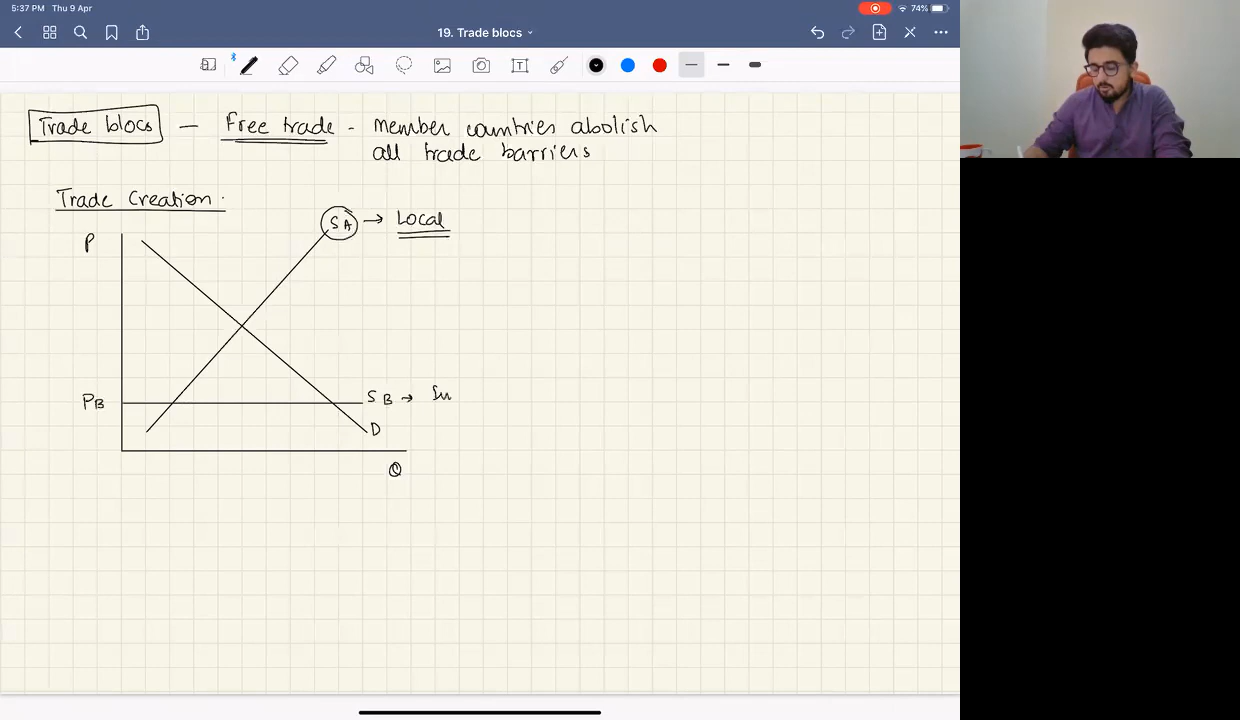 5:37 PM Thu 9 Apr
74%
19. Trade blocs
T
Trade blocs — Free trade - Member countries abolish
all trade barriers
Trade Creation.
SA → Local
P
PB
SB →
D
Q